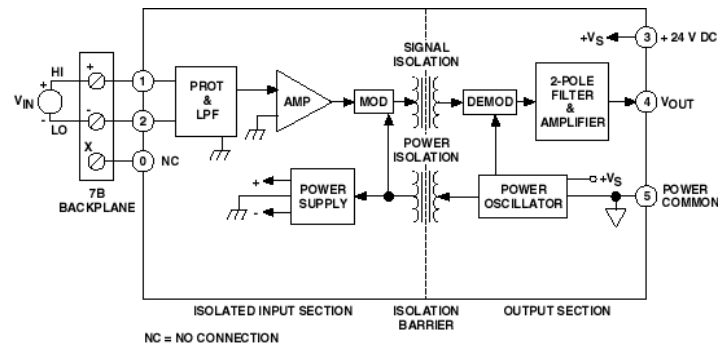 +VS
3
+ 24 V DC
SIGNAL
ISOLATION
HI
+
+
1
PROT
&
LPF
AMP
MOD
DEMOD
2-POLE
FILTER
&
AMPLIFIER
4
VOUT
VIN
-
LO
-
2
X
0
NC
POWER
ISOLATION
7B
BACKPLANE
+
-
POWER
SUPPLY
POWER
OSCILLATOR
+VS
5
POWER
COMMON
ISOLATED INPUT SECTION
ISOLATION
BARRIER
OUTPUT SECTION
NC = NO CONNECTION